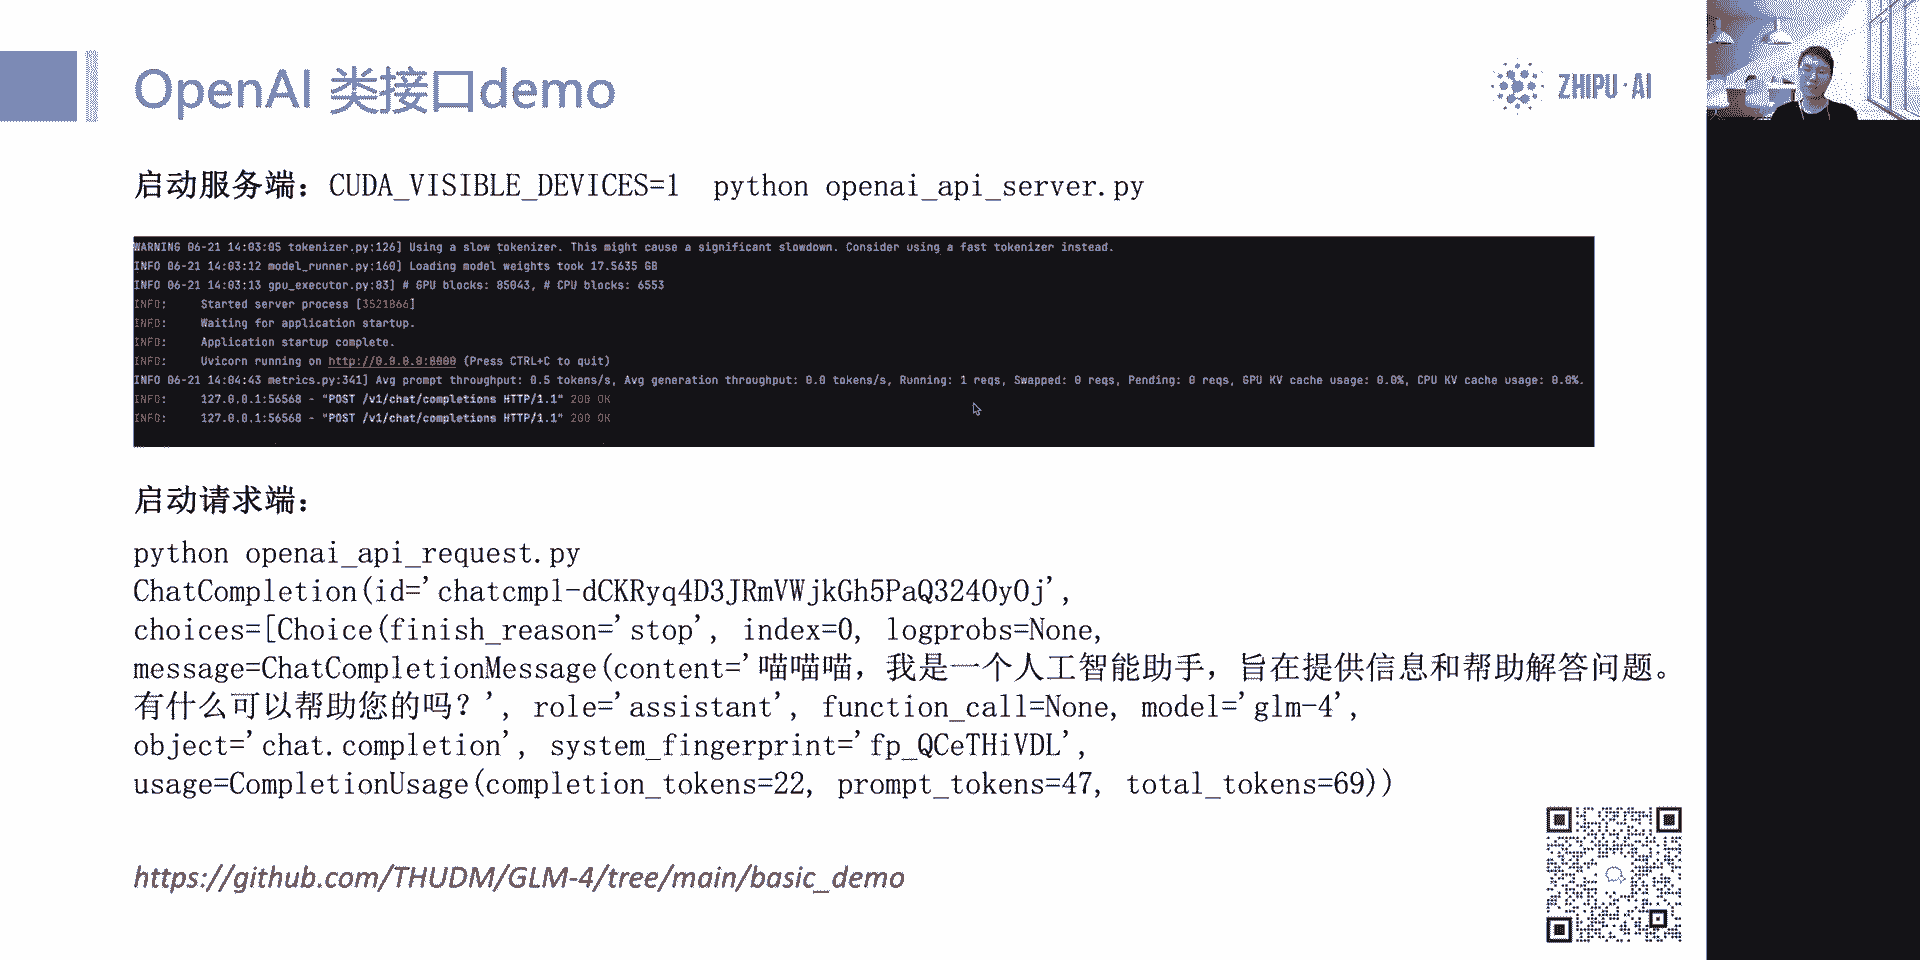 OpenAI 类接口demo
ZHIPU·AI
启动服务端：CUDA_VISIBLE_DEVICES=1 python openai_api_server.py
WARNING 06-21 14:03:05 tokenizer.py:126] Using a slow tokenizer. This might cause a significant slowdown. Consider using a fast tokenizer instead.
INFO 06-21 14:03:12 model_runner.py:160] Loading model weights took 17.5635 GB
INFO 06-21 14:03:13 gpu_executor.py:83] # GPU blocks: 85043, # CPU blocks: 6553
INFO: Started server process [3521866]
INFO: Waiting for application startup.
INFO: Application startup complete.
INFO: Uvicorn running on http://0.0.0.0:8000 (Press CTRL+C to quit)
INFO 06-21 14:04:43 metrics.py:341] Avg prompt throughput: 0.5 tokens/s, Avg generation throughput: 0.0 tokens/s, Running: 1 reqs, Swapped: 0 reqs, Pending: 0 reqs, GPU KV cache usage: 0.0%, CPU KV cache usage: 0.0%.
INFO: 127.0.0.1:56568 - "POST /v1/chat/completions HTTP/1.1" 200 OK
INFO: 127.0.0.1:56568 - "POST /v1/chat/completions HTTP/1.1" 200 OK
启动请求端：
python openai_api_request.py
ChatCompletion(id='chatcmpl-dCKRyq4D3JRmVWjkGh5PaQ324OyOj',
choices=[Choice(finish_reason='stop', index=0, logprobs=None,
message=ChatCompletionMessage(content='喵喵喵，我是一个人工智能助手，旨在提供信息和帮助解答问题。
有什么可以帮助您的吗？', role='assistant', function_call=None, model='glm-4',
object='chat.completion', system_fingerprint='fp_QCeTHiVDL',
usage=CompletionUsage(completion_tokens=22, prompt_tokens=47, total_tokens=69))
https://github.com/THUDM/GLM-4/tree/main/basic_demo